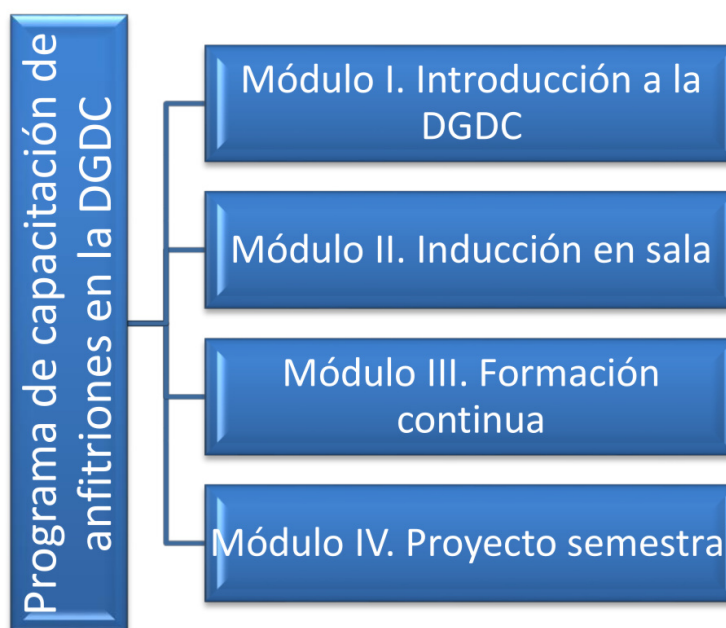 Programa de capacitación de
anfitriones en la DGDC
Módulo I. Introducción a la
DGDC
Módulo II. Inducción en sala
Módulo III. Formación
continua
Módulo IV. Proyecto semestra